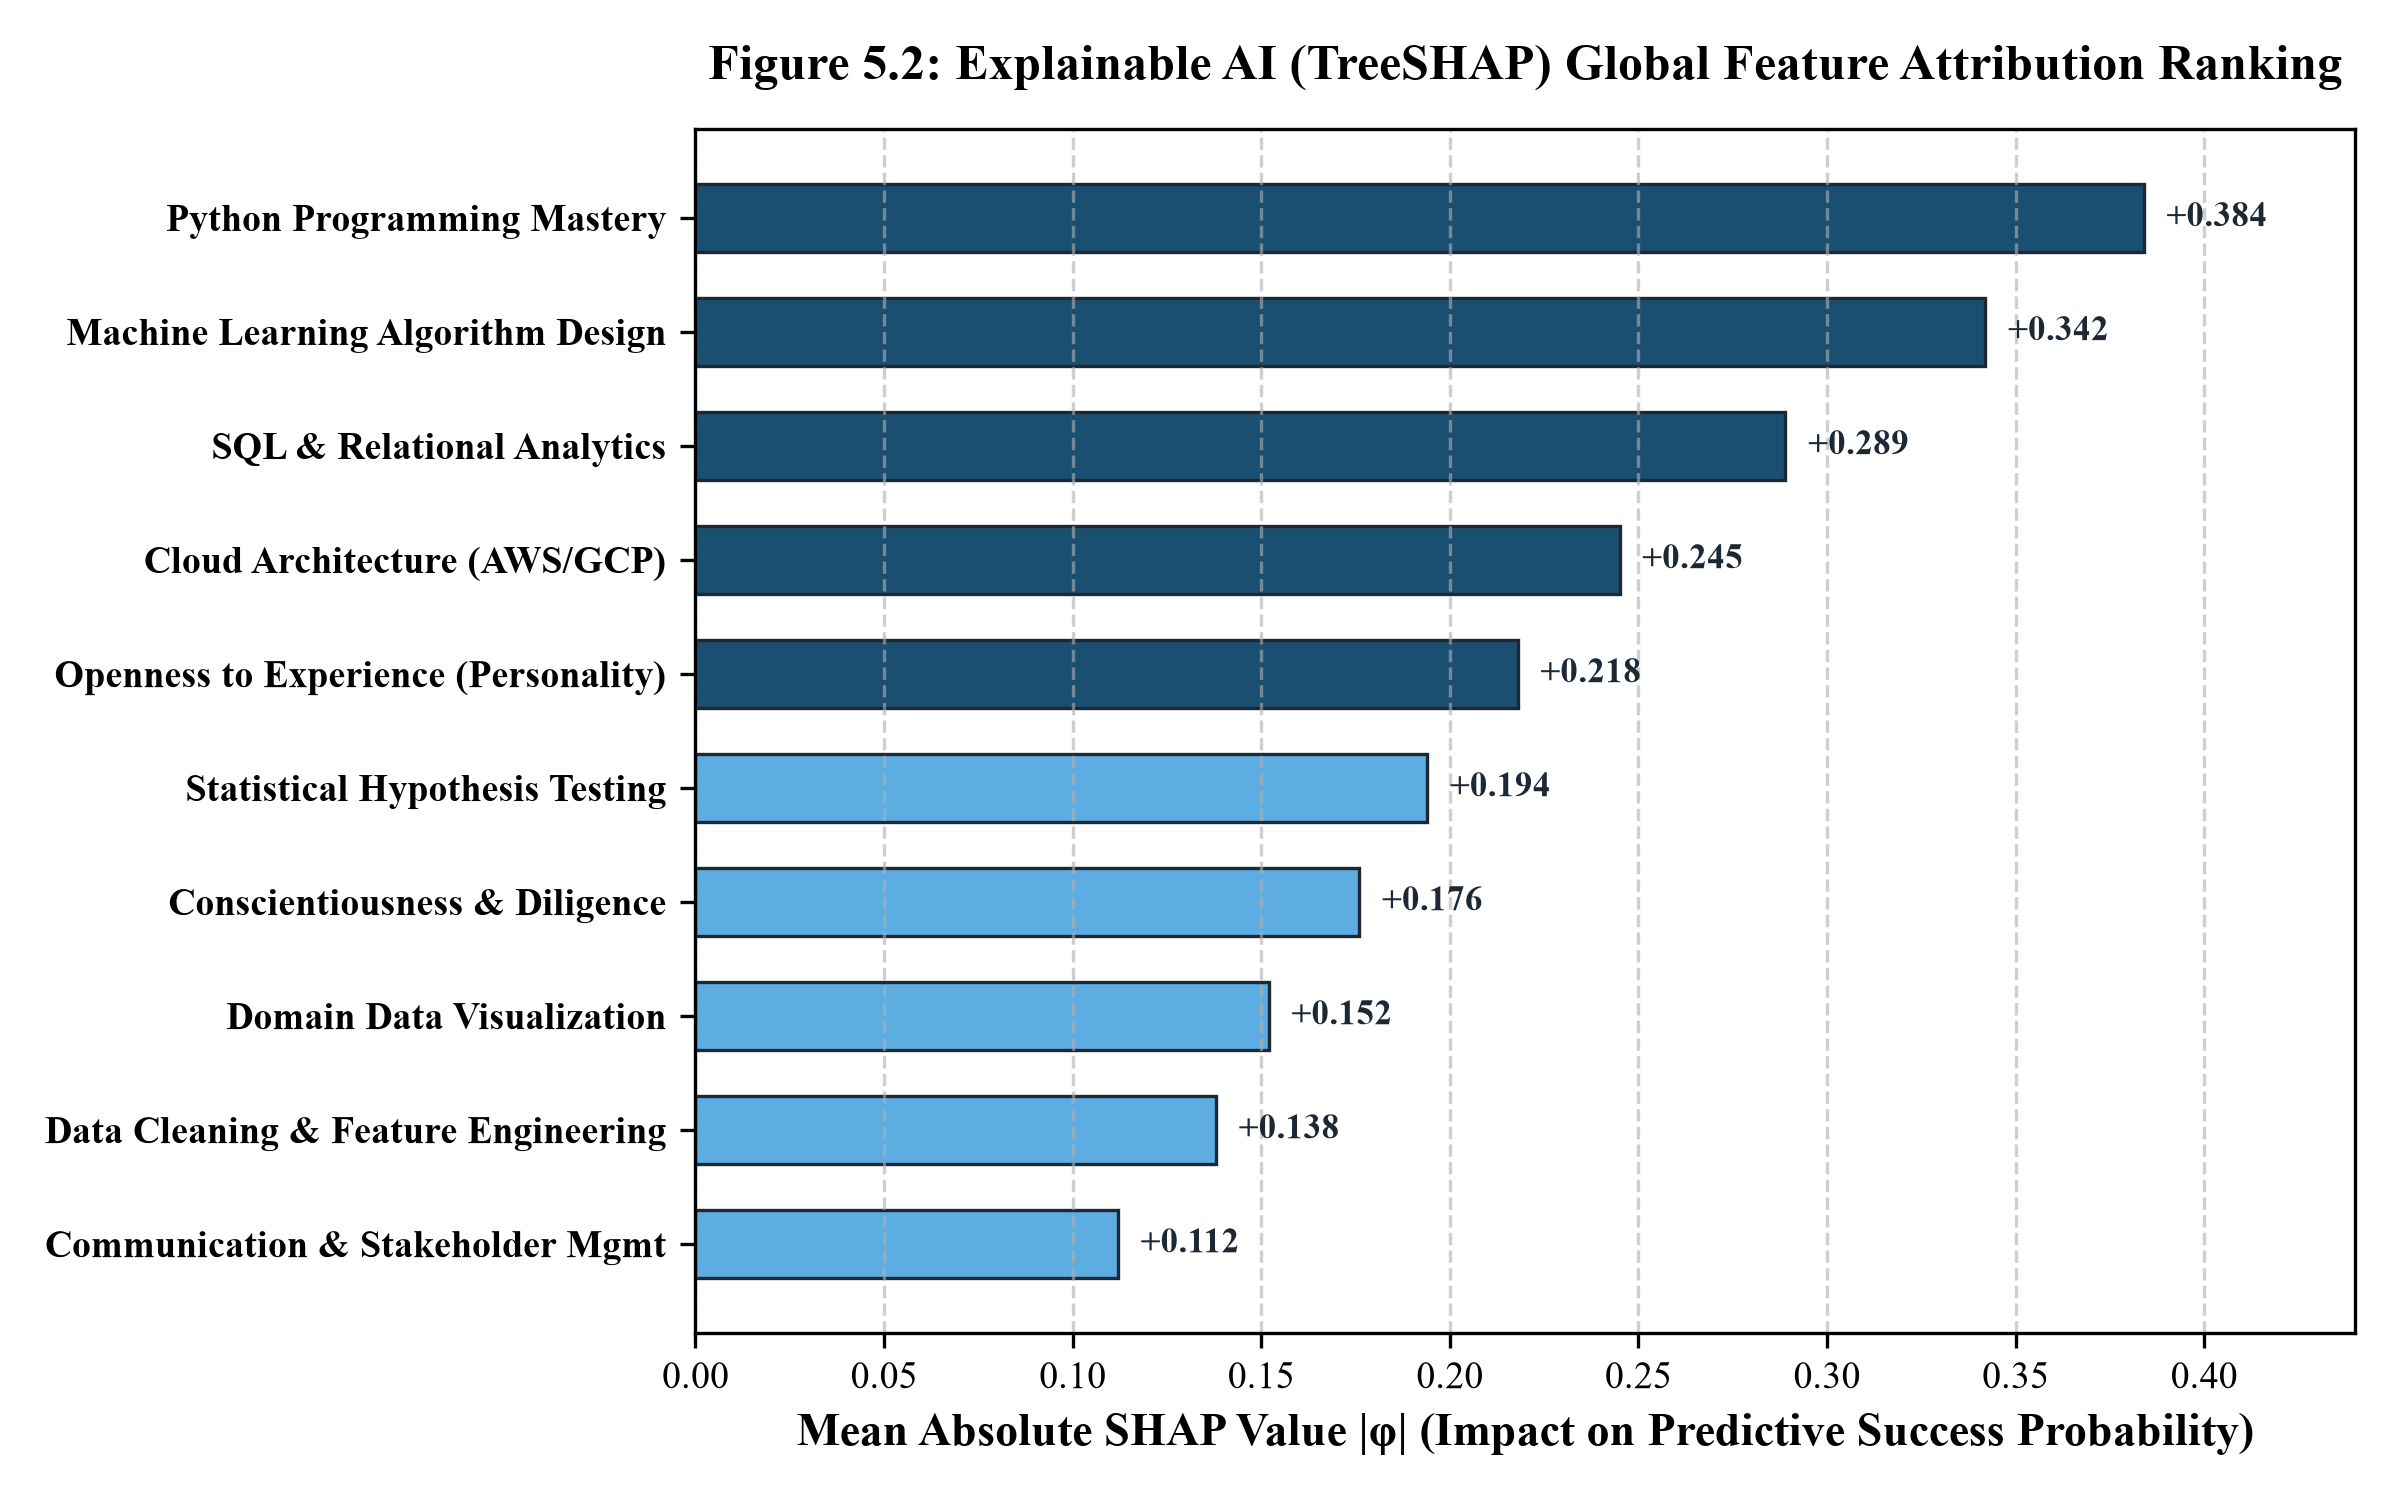 Figure 5.2: Explainable AI (TreeSHAP) Global Feature Attribution Ranking
Python Programming Mastery +0.384
Machine Learning Algorithm Design +0.342
SQL & Relational Analytics +0.289
Cloud Architecture (AWS/GCP) +0.245
Openness to Experience (Personality) +0.218
Statistical Hypothesis Testing +0.194
Conscientiousness & Diligence +0.176
Domain Data Visualization +0.152
Data Cleaning & Feature Engineering +0.138
Communication & Stakeholder Mgmt +0.112
0.00 0.05 0.10 0.15 0.20 0.25 0.30 0.35 0.40
Mean Absolute SHAP Value |φ| (Impact on Predictive Success Probability)